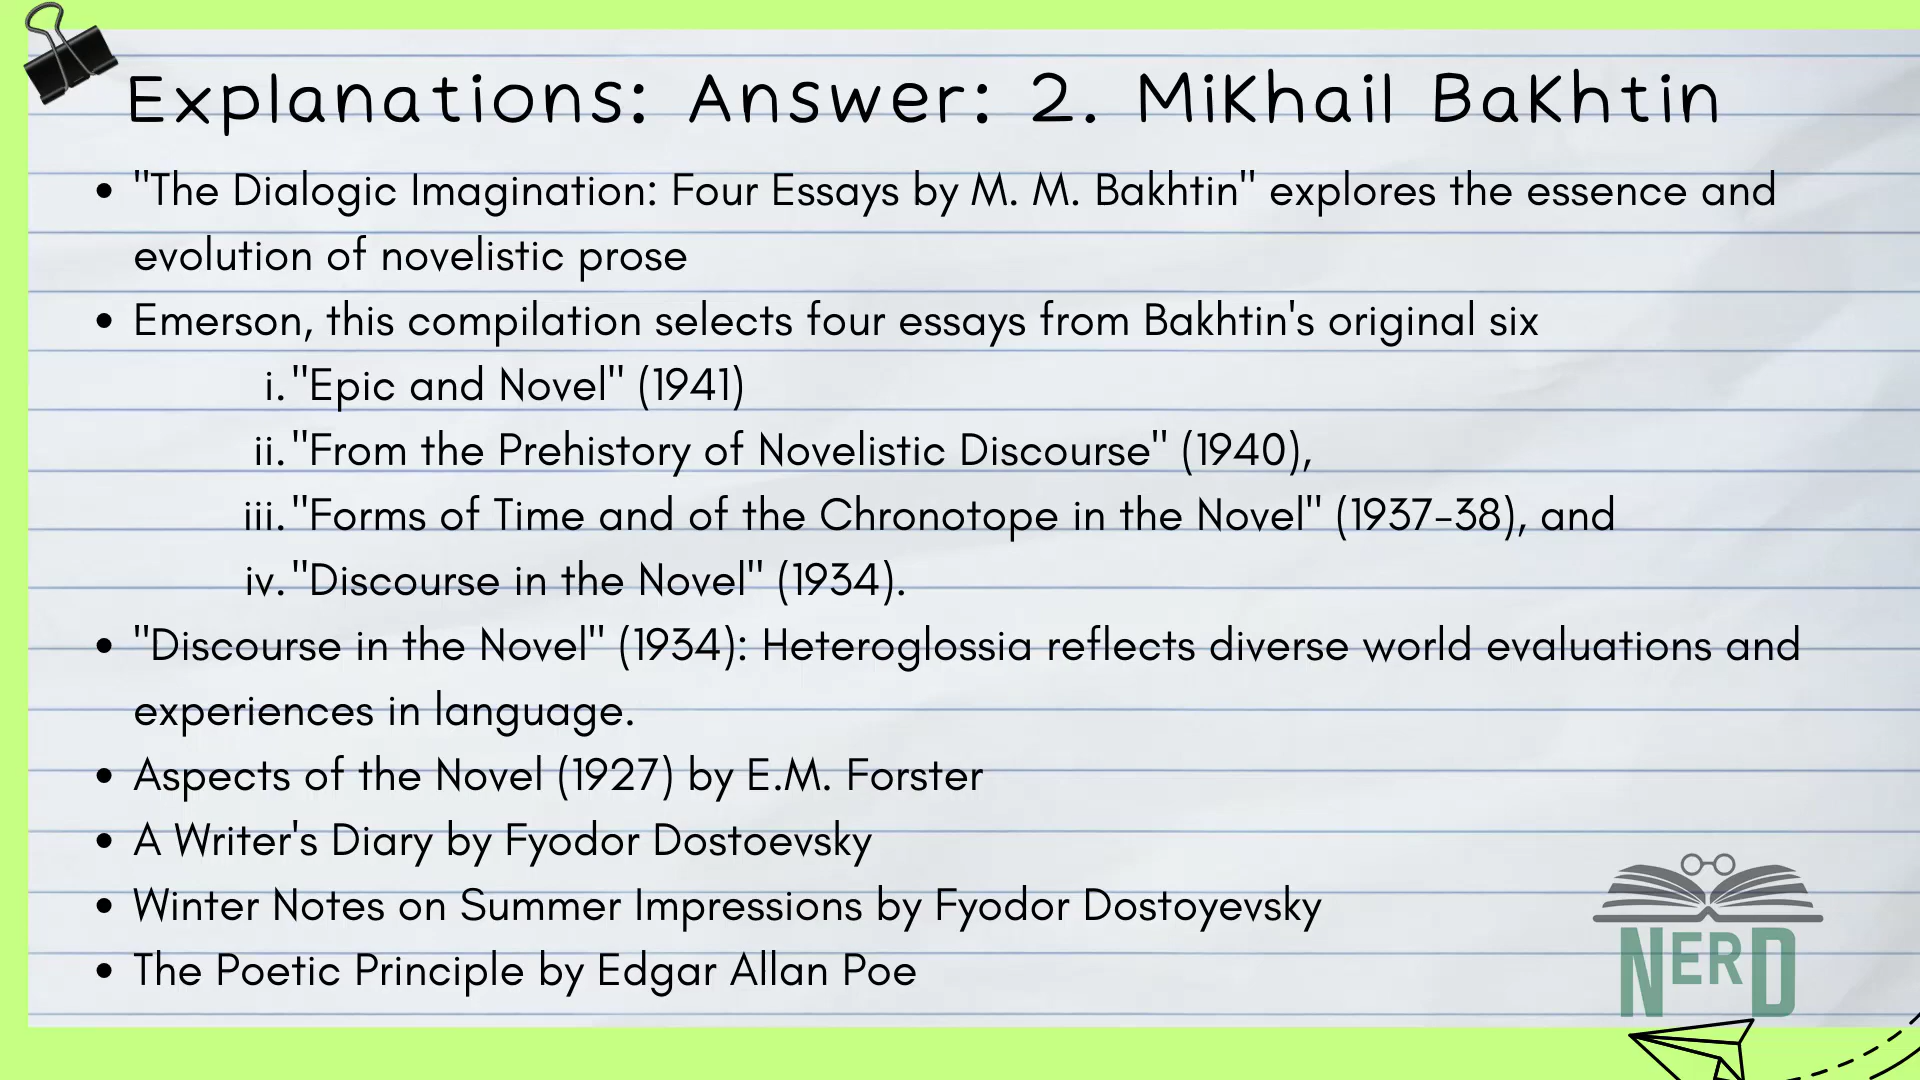 Explanations: Answer: 2. Mikhail Bakhtin
• "The Dialogic Imagination: Four Essays by M. M. Bakhtin" explores the essence and
evolution of novelistic prose
• Emerson, this compilation selects four essays from Bakhtin's original six
i. "Epic and Novel" (1941)
ii. "From the Prehistory of Novelistic Discourse" (1940),
iii. "Forms of Time and of the Chronotope in the Novel" (1937-38), and
iv. "Discourse in the Novel" (1934).
• "Discourse in the Novel" (1934): Heteroglossia reflects diverse world evaluations and
experiences in language.
• Aspects of the Novel (1927) by E.M. Forster
• A Writer's Diary by Fyodor Dostoevsky
• Winter Notes on Summer Impressions by Fyodor Dostoyevsky
• The Poetic Principle by Edgar Allan Poe
NERD